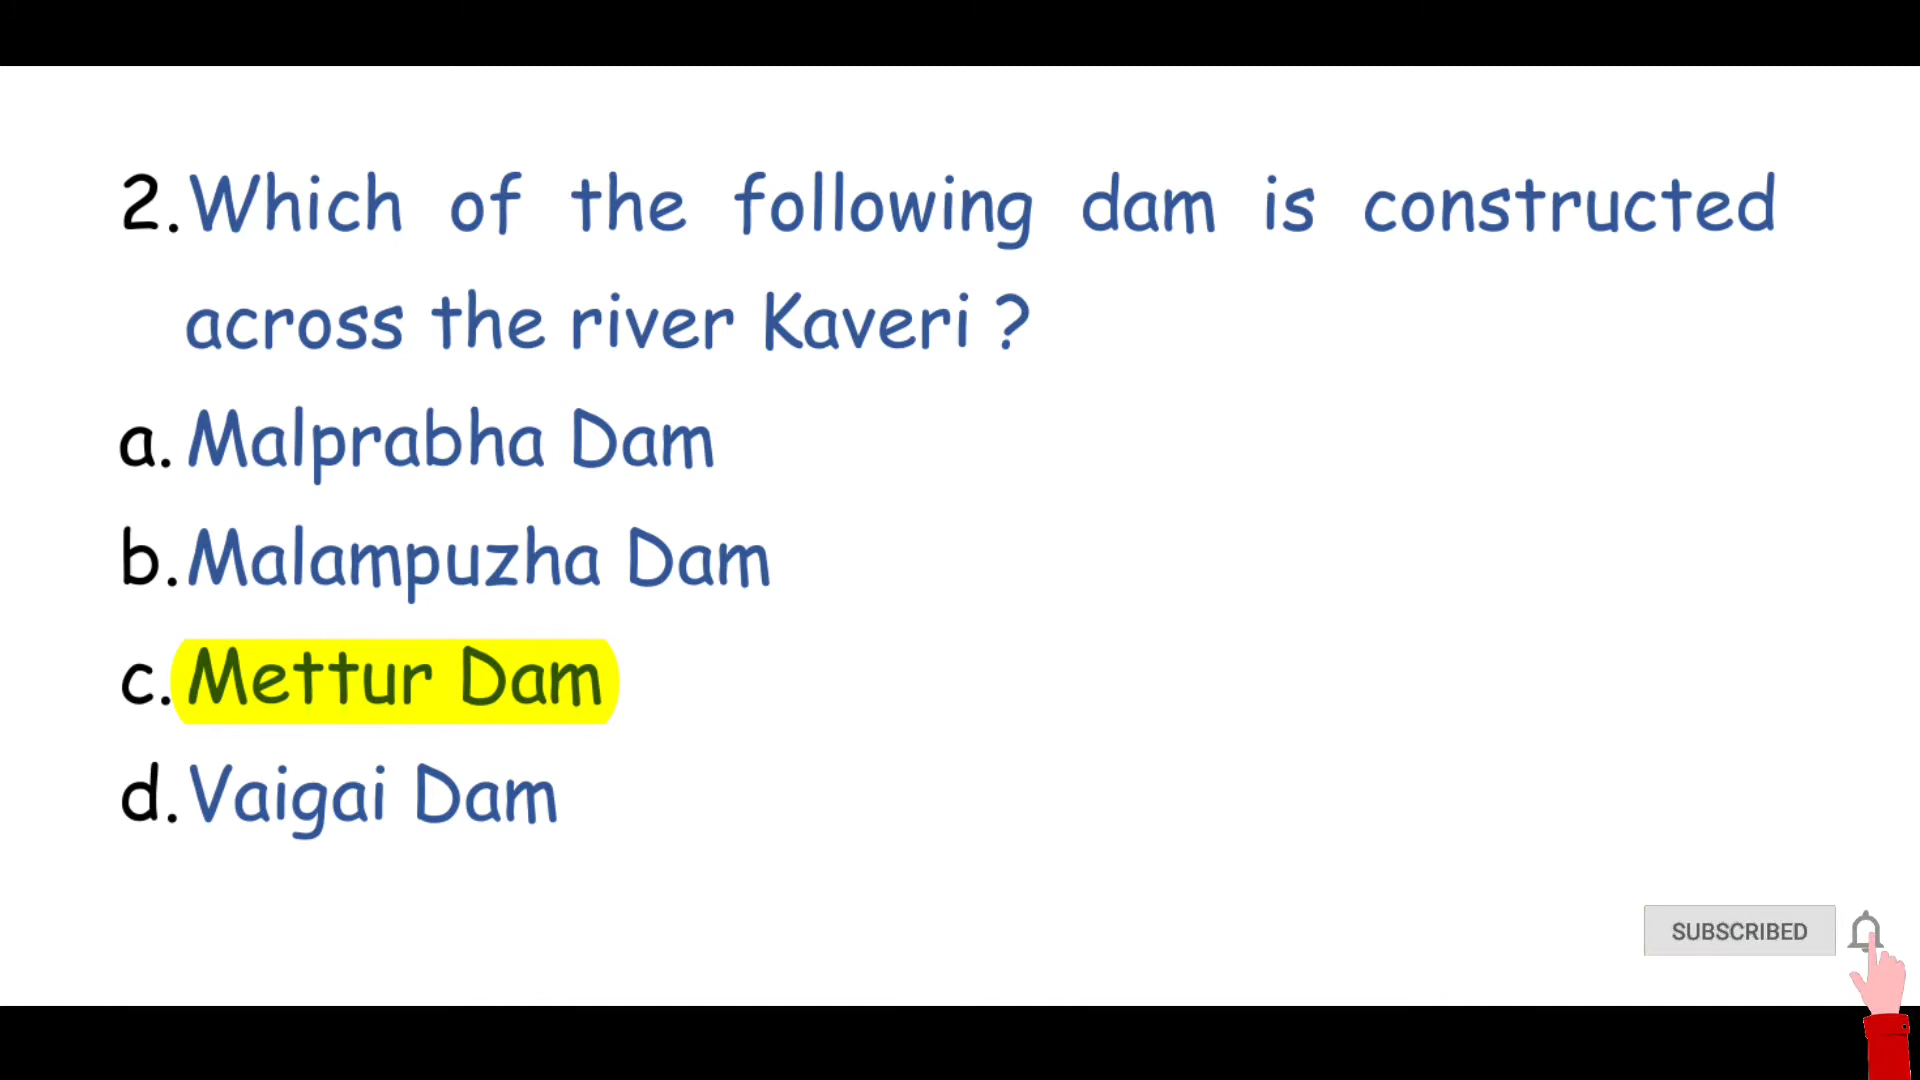 2. Which of the following dam is constructed
across the river Kaveri ?
a. Malprabha Dam
b. Malampuzha Dam
c. Mettur Dam
d. Vaigai Dam
SUBSCRIBED